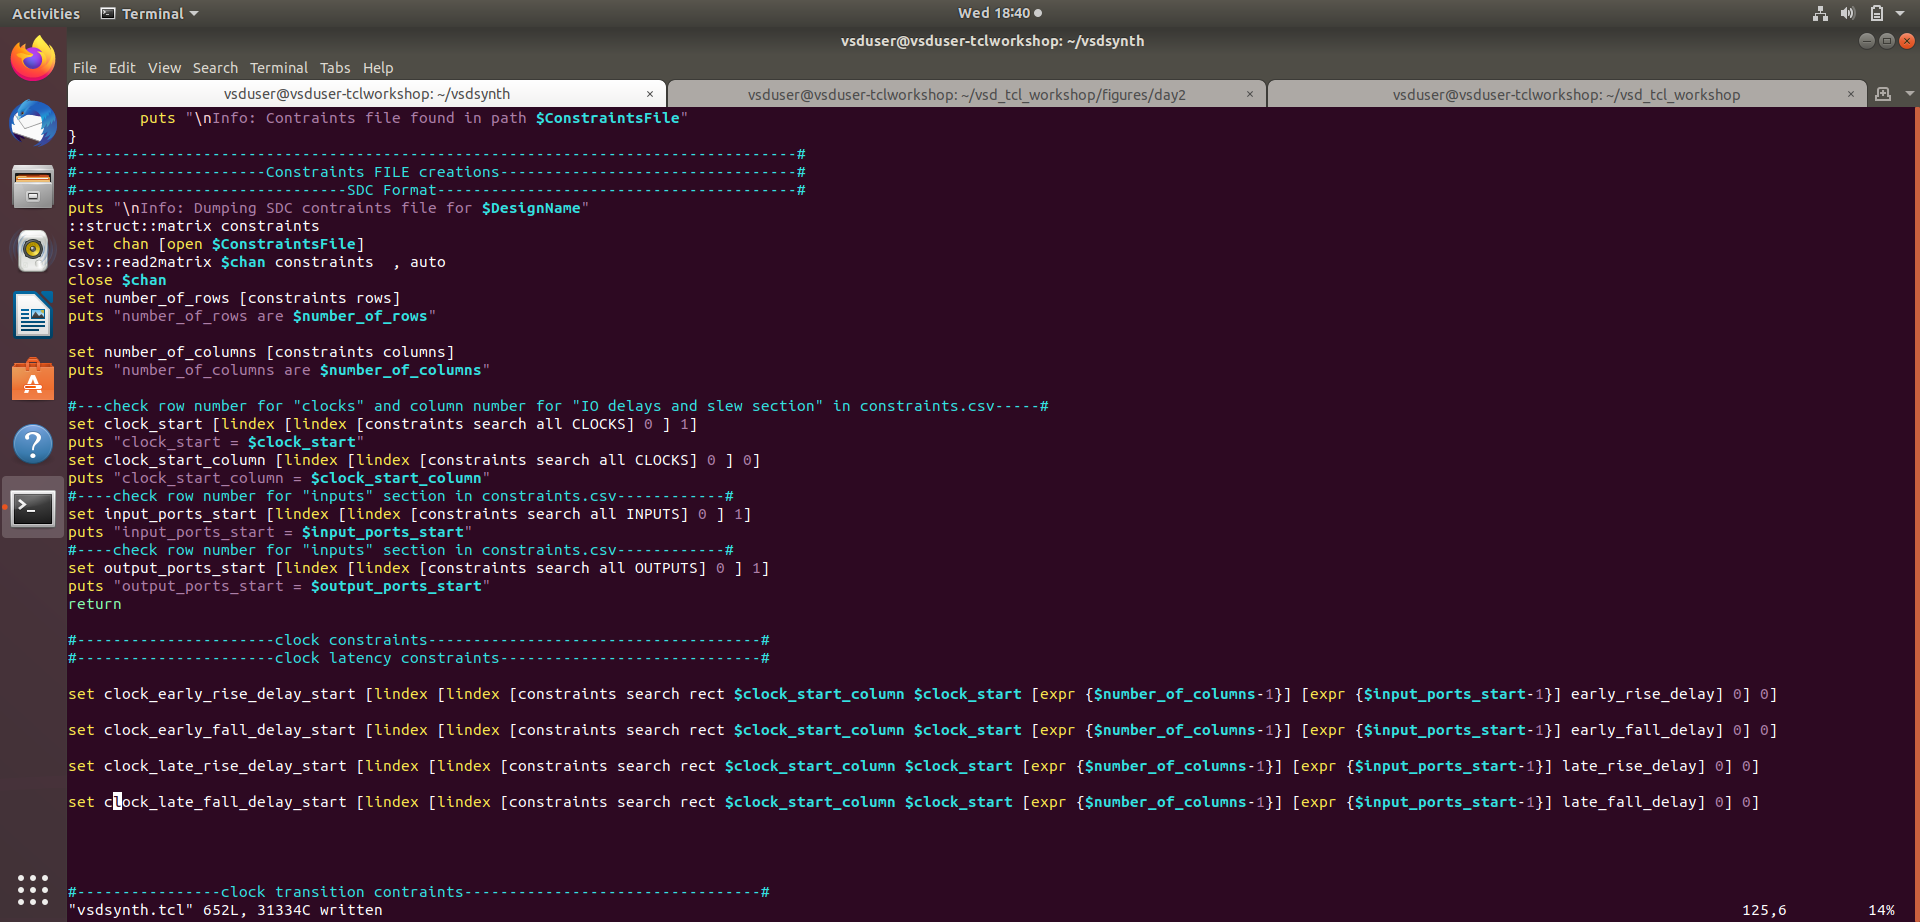 Activities Terminal Wed 18:40
vsduser@vsduser-tclworkshop: ~/vsdsynth
File Edit View Search Terminal Tabs Help
vsduser@vsduser-tclworkshop: ~/vsdsynth × vsduser@vsduser-tclworkshop: ~/vsd_tcl_workshop/figures/day2 × vsduser@vsduser-tclworkshop: ~/vsd_tcl_workshop ×
puts "\nInfo: Contraints file found in path $ConstraintsFile"
}
#--------------------------------------------------------------------------------#
#---------------------Constraints FILE creations---------------------------------#
#------------------------------SDC Format----------------------------------------#
puts "\nInfo: Dumping SDC contraints file for $DesignName"
::struct::matrix constraints
set  chan [open $ConstraintsFile]
csv::read2matrix $chan constraints  , auto
close $chan
set number_of_rows [constraints rows]
puts "number_of_rows are $number_of_rows"
set number_of_columns [constraints columns]
puts "number_of_columns are $number_of_columns"
#---check row number for "clocks" and column number for "IO delays and slew section" in constraints.csv-----#
set clock_start [lindex [lindex [constraints search all CLOCKS] 0 ] 1]
puts "clock_start = $clock_start"
set clock_start_column [lindex [lindex [constraints search all CLOCKS] 0 ] 0]
puts "clock_start_column = $clock_start_column"
#----check row number for "inputs" section in constraints.csv------------#
set input_ports_start [lindex [lindex [constraints search all INPUTS] 0 ] 1]
puts "input_ports_start = $input_ports_start"
#----check row number for "inputs" section in constraints.csv------------#
set output_ports_start [lindex [lindex [constraints search all OUTPUTS] 0 ] 1]
puts "output_ports_start = $output_ports_start"
return
#----------------------clock constraints-------------------------------------#
#----------------------clock latency constraints-----------------------------#
set clock_early_rise_delay_start [lindex [lindex [constraints search rect $clock_start_column $clock_start [expr {$number_of_columns-1}] [expr {$input_ports_start-1}] early_rise_delay] 0] 0]
set clock_early_fall_delay_start [lindex [lindex [constraints search rect $clock_start_column $clock_start [expr {$number_of_columns-1}] [expr {$input_ports_start-1}] early_fall_delay] 0] 0]
set clock_late_rise_delay_start [lindex [lindex [constraints search rect $clock_start_column $clock_start [expr {$number_of_columns-1}] [expr {$input_ports_start-1}] late_rise_delay] 0] 0]
set clock_late_fall_delay_start [lindex [lindex [constraints search rect $clock_start_column $clock_start [expr {$number_of_columns-1}] [expr {$input_ports_start-1}] late_fall_delay] 0] 0]
#----------------clock transition contraints---------------------------------#
"vsdsynth.tcl" 652L, 31334C written 125,6 14%